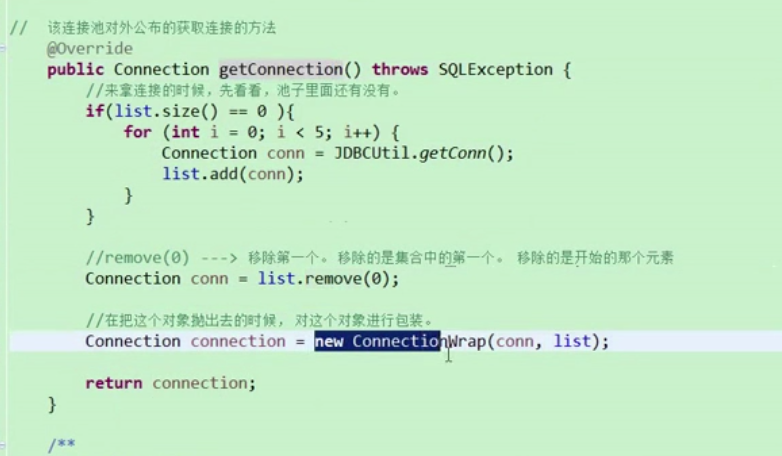 // 该连接池对外公布的获取连接的方法
@Override
public Connection getConnection() throws SQLException {
//来拿连接的时候，先看看，池子里面还有没有。
if(list.size() == 0 ){
for (int i = 0; i < 5; i++) {
Connection conn = JDBCUtil.getConn();
list.add(conn);
}
}
//remove(0) ---> 移除第一个。 移除的是集合中的第一个。 移除的是开始的那个元素
Connection conn = list.remove(0);
//在把这个对象抛出去的时候， 对这个对象进行包装。
Connection connection = new ConnectionWrap(conn, list);
return connection;
}
/**